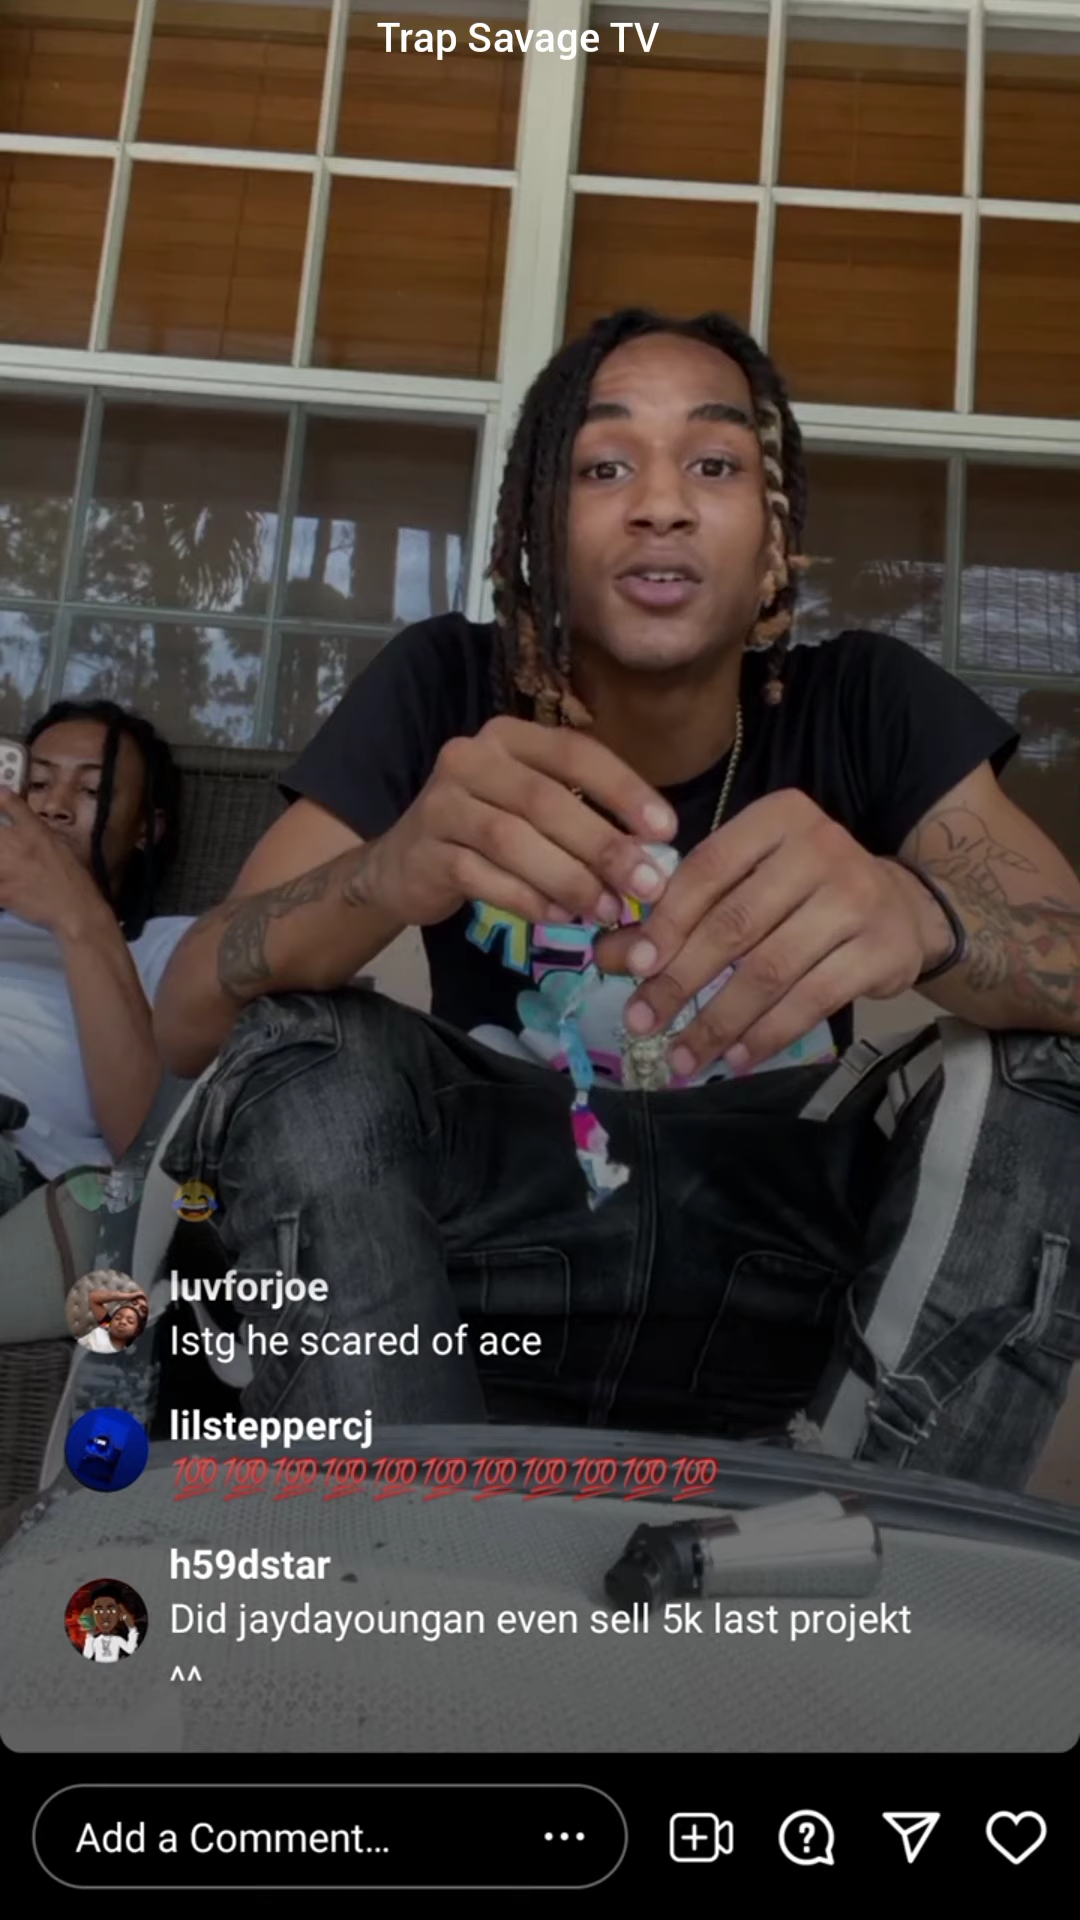 Trap Savage TV
😂
luvforjoe
Istg he scared of ace
lilsteppercj
💯💯💯💯💯💯💯💯💯💯💯
h59dstar
Did jaydayoungan even sell 5k last projekt
^^
Add a Comment...